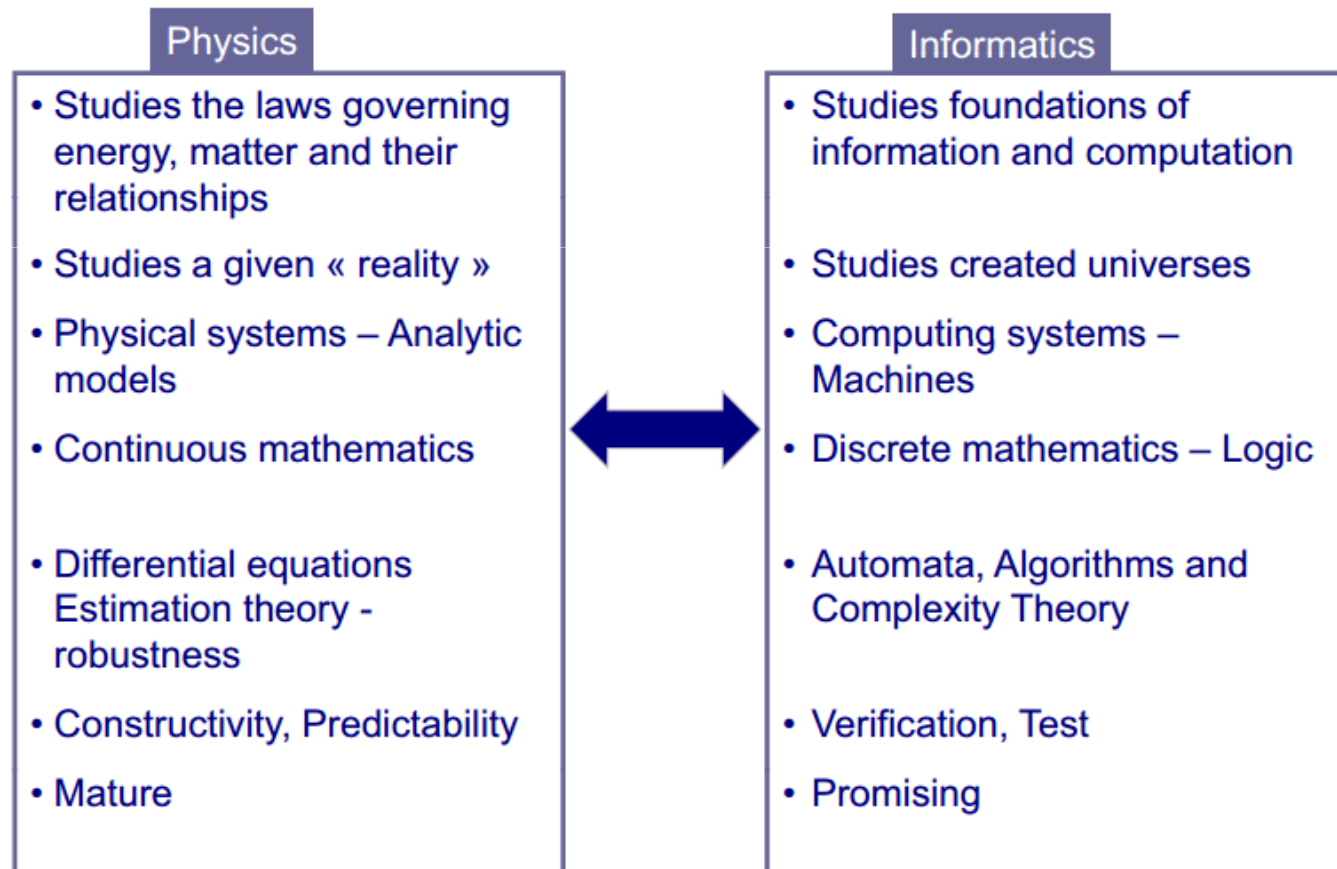 Physics
• Studies the laws governing
energy, matter and their
relationships
• Studies a given « reality »
• Physical systems – Analytic
models
• Continuous mathematics
• Differential equations
Estimation theory -
robustness
• Constructivity, Predictability
• Mature
Informatics
• Studies foundations of
information and computation
• Studies created universes
• Computing systems –
Machines
• Discrete mathematics – Logic
• Automata, Algorithms and
Complexity Theory
• Verification, Test
• Promising